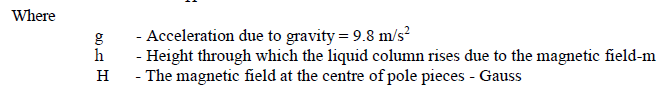 Where
g - Acceleration due to gravity = 9.8 m/s²
h - Height through which the liquid column rises due to the magnetic field-m
H - The magnetic field at the centre of pole pieces - Gauss